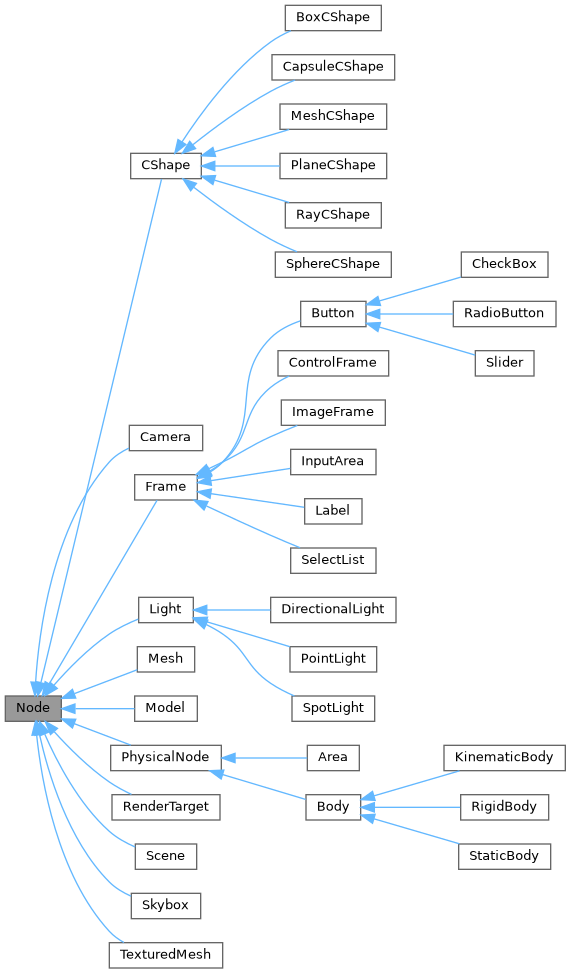 BoxCShape
CapsuleCShape
MeshCShape
CShape
PlaneCShape
RayCShape
SphereCShape
CheckBox
Button
RadioButton
Slider
ControlFrame
ImageFrame
Camera
InputArea
Frame
Label
SelectList
Light
DirectionalLight
Mesh
PointLight
Node
Model
SpotLight
PhysicalNode
Area
KinematicBody
RenderTarget
Body
RigidBody
Scene
StaticBody
Skybox
TexturedMesh